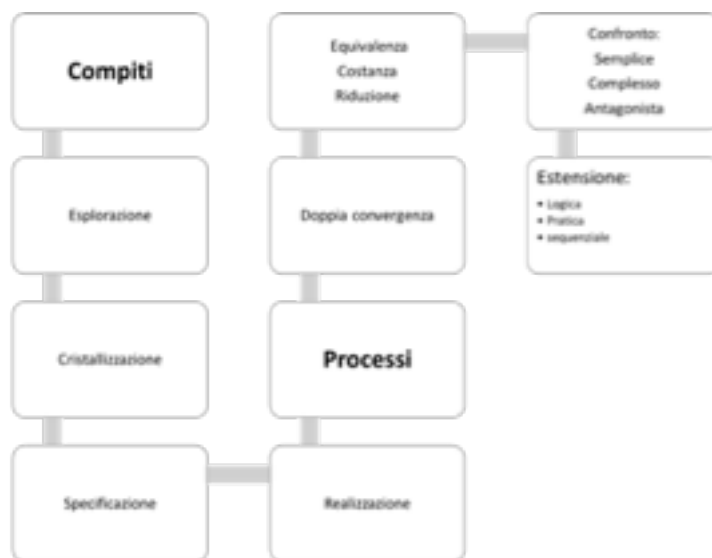 Compiti
Esplorazione
Cristallizzazione
Specificazione
Realizzazione
Processi
Doppia convergenza
Equivalenza
Costanza
Riduzione
Confronto:
Semplice
Complesso
Antagonista
Estensione:
• Logica
• Pratica
• sequenziale